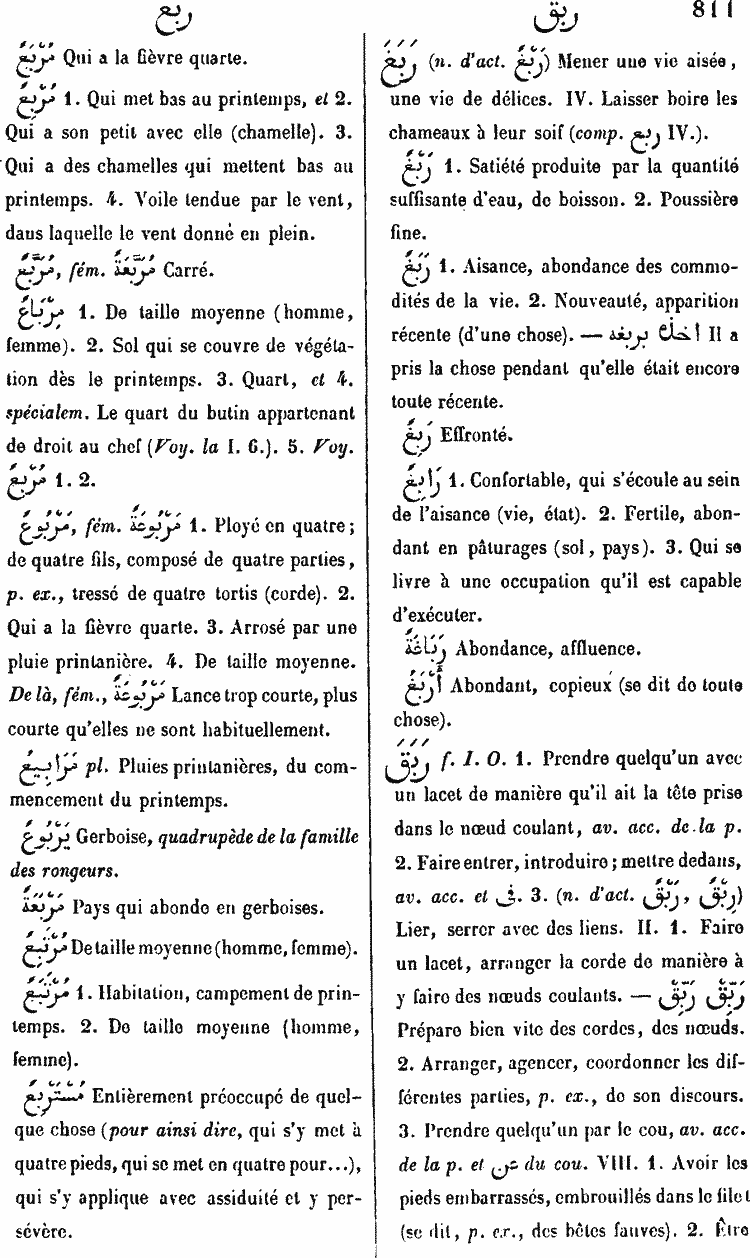 ربع
ربق
811
مُرْبَعٌ Qui a la fièvre quarte.
مُرْبِعٌ 1. Qui met bas au printemps, et 2.
Qui a son petit avec elle (chamelle). 3.
Qui a des chamelles qui mettent bas au
printemps. 4. Voile tendue par le vent,
dans laquelle le vent donne en plein.
مُرَبَّعٌ, fém. مُرَبَّعَةٌ Carré.
مِرْبَاعٌ 1. De taille moyenne (homme,
femme). 2. Sol qui se couvre de végéta-
tion dès le printemps. 3. Quart, et 4.
spécialem. Le quart du butin appartenant
de droit au chef (Voy. la I. 6.). 5. Voy.
مُرْبِعٌ 1. 2.
مَرْبُوعٌ, fém. مَرْبُوعَةٌ 1. Ployé en quatre;
de quatre fils, composé de quatre parties,
p. ex., tressé de quatre tortis (corde). 2.
Qui a la fièvre quarte. 3. Arrosé par une
pluie printanière. 4. De taille moyenne.
De là, fém., مَرْبُوعَةٌ Lance trop courte, plus
courte qu'elles ne sont habituellement.
مَرَابِيعُ pl. Pluies printanières, du com-
mencement du printemps.
يَرْبُوعٌ Gerboise, quadrupède de la famille
des rongeurs.
مَرْبَعَةٌ Pays qui abonde en gerboises.
مُرْتَبِعٌ De taille moyenne (homme, femme).
مُرْتَبَعٌ 1. Habitation, campement de prin-
temps. 2. De taille moyenne (homme,
femme).
مُسْتَرْبِعٌ Entièrement préoccupé de quel-
que chose (pour ainsi dire, qui s'y met à
quatre pieds, qui se met en quatre pour...),
qui s'y applique avec assiduité et y per-
sévère.
رَبَغَ (n. d'act. رَبْغٌ) Mener une vie aisée,
une vie de délices. IV. Laisser boire les
chameaux à leur soif (comp. ربع IV.).
رَبْغٌ 1. Satiété produite par la quantité
suffisante d'eau, de boisson. 2. Poussière
fine.
رَبَغٌ 1. Aisance, abondance des commo-
dités de la vie. 2. Nouveauté, apparition
récente (d'une chose). — أخذه بربغه Il a
pris la chose pendant qu'elle était encore
toute récente.
رَبِغٌ Effronté.
رَابِغٌ 1. Confortable, qui s'écoule au sein
de l'aisance (vie, état). 2. Fertile, abon-
dant en pâturages (sol, pays). 3. Qui se
livre à une occupation qu'il est capable
d'exécuter.
رَبَاغَةٌ Abondance, affluence.
أَرْبَغُ Abondant, copieux (se dit de toute
chose).
رَبَقَ f. I. O. 1. Prendre quelqu'un avec
un lacet de manière qu'il ait la tête prise
dans le nœud coulant, av. acc. de la p.
2. Faire entrer, introduire; mettre dedans,
av. acc. et في. 3. (n. d'act. رَبْقٌ, رِبْقٌ)
Lier, serrer avec des liens. II. 1. Faire
un lacet, arranger la corde de manière à
y faire des nœuds coulants. — رَبِّقْ رَبِّقْ
Prépare bien vite des cordes, des nœuds.
2. Arranger, agencer, coordonner les dif-
férentes parties, p. ex., de son discours.
3. Prendre quelqu'un par le cou, av. acc.
de la p. et عن du cou. VIII. 1. Avoir les
pieds embarrassés, embrouillés dans le filet
(se dit, p. ex., des bêtes fauves). 2. Être